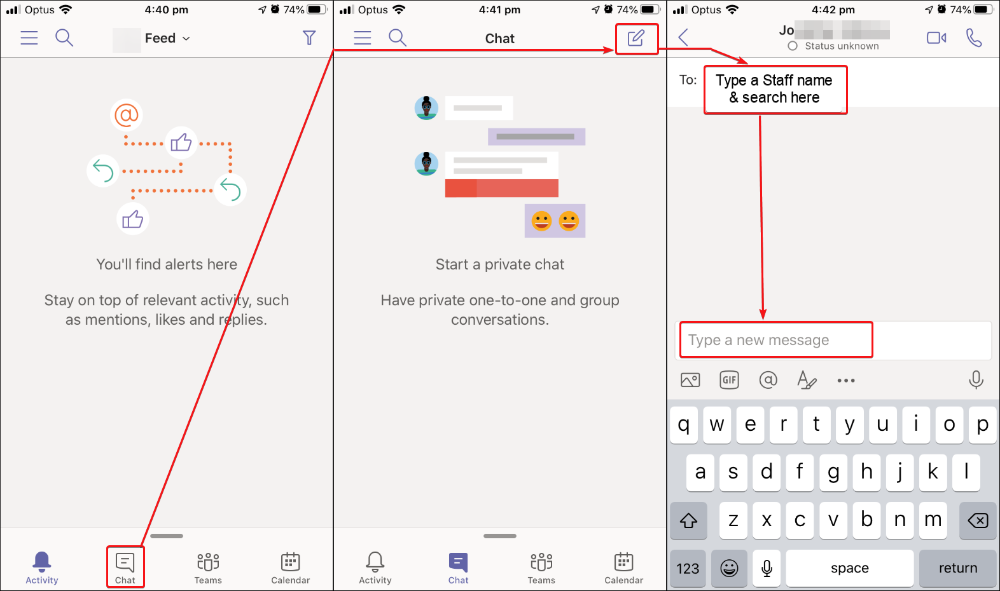 Optus
4:40 pm
74%
Feed
You'll find alerts here
Stay on top of relevant activity, such
as mentions, likes and replies.
Activity
Chat
Teams
Calendar
Optus
4:41 pm
74%
Chat
Start a private chat
Have private one-to-one and group
conversations.
Activity
Chat
Teams
Calendar
Optus
4:42 pm
74%
Jo
Status unknown
To:
Type a Staff name
& search here
Type a new message
GIF
@
q w e r t y u i o p
a s d f g h j k l
z x c v b n m
123
space
return